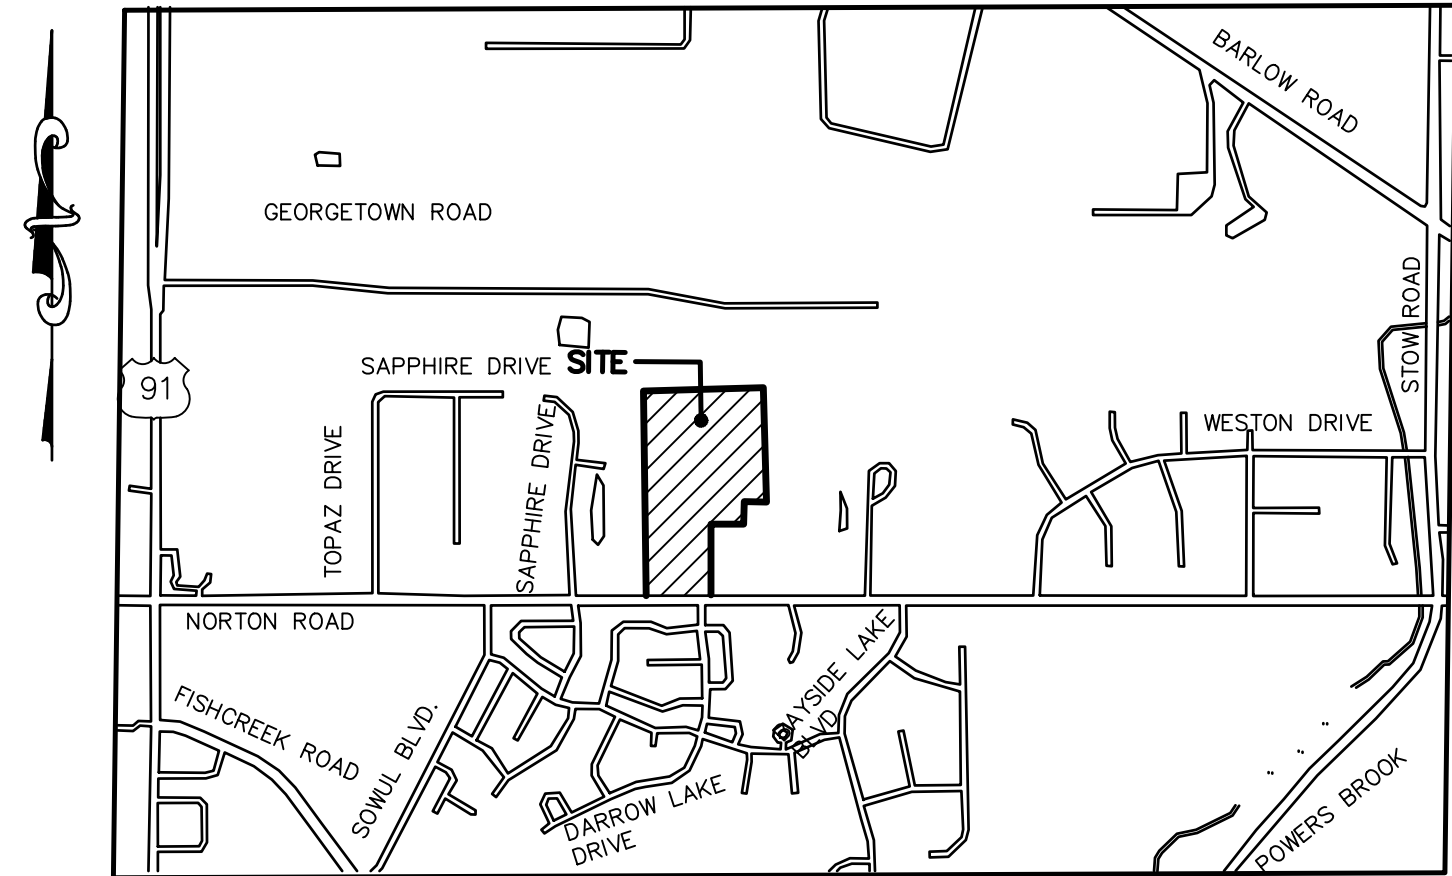 BARLOW ROAD
GEORGETOWN ROAD
STOW ROAD
SAPPHIRE DRIVE
SITE
91
WESTON DRIVE
TOPAZ DRIVE
SAPPHIRE DRIVE
NORTON ROAD
FISHCREEK ROAD
SOWUL BLVD.
AYSIDE LAKE
BLVD
DARROW LAKE
DRIVE
POWERS BROOK